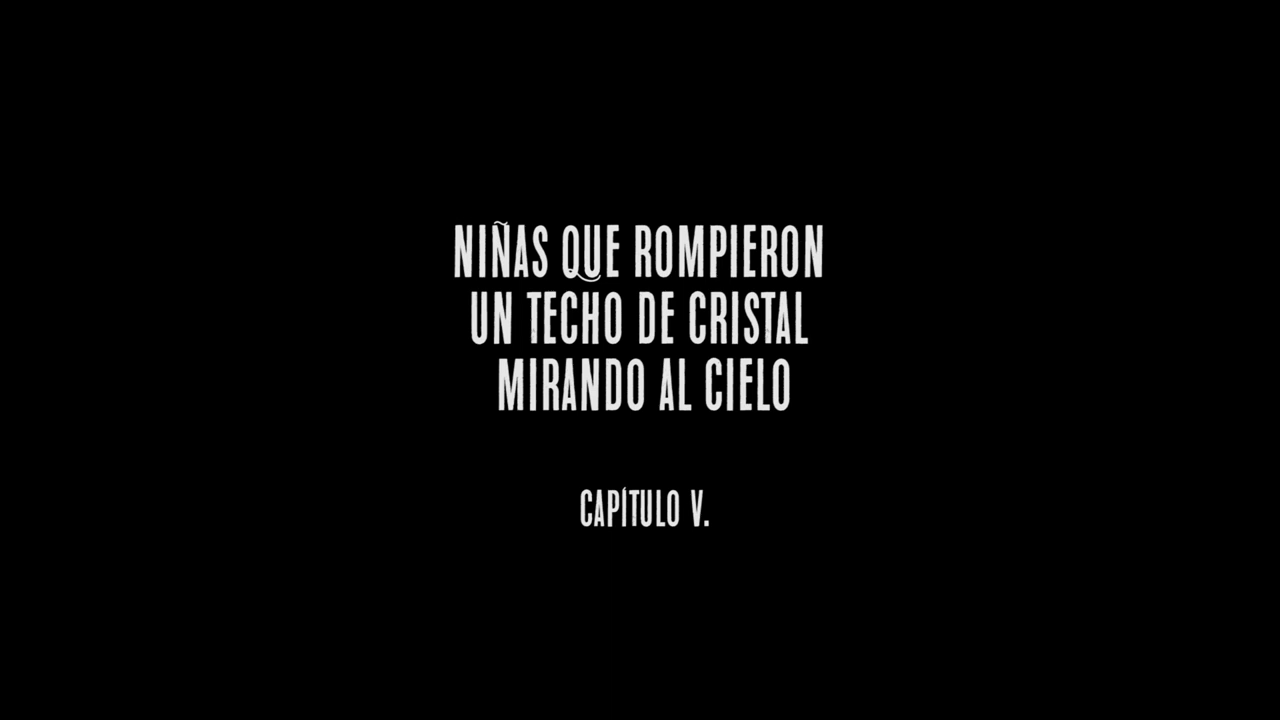 NIÑAS QUE ROMPIERON
UN TECHO DE CRISTAL
MIRANDO AL CIELO
CAPÍTULO V.